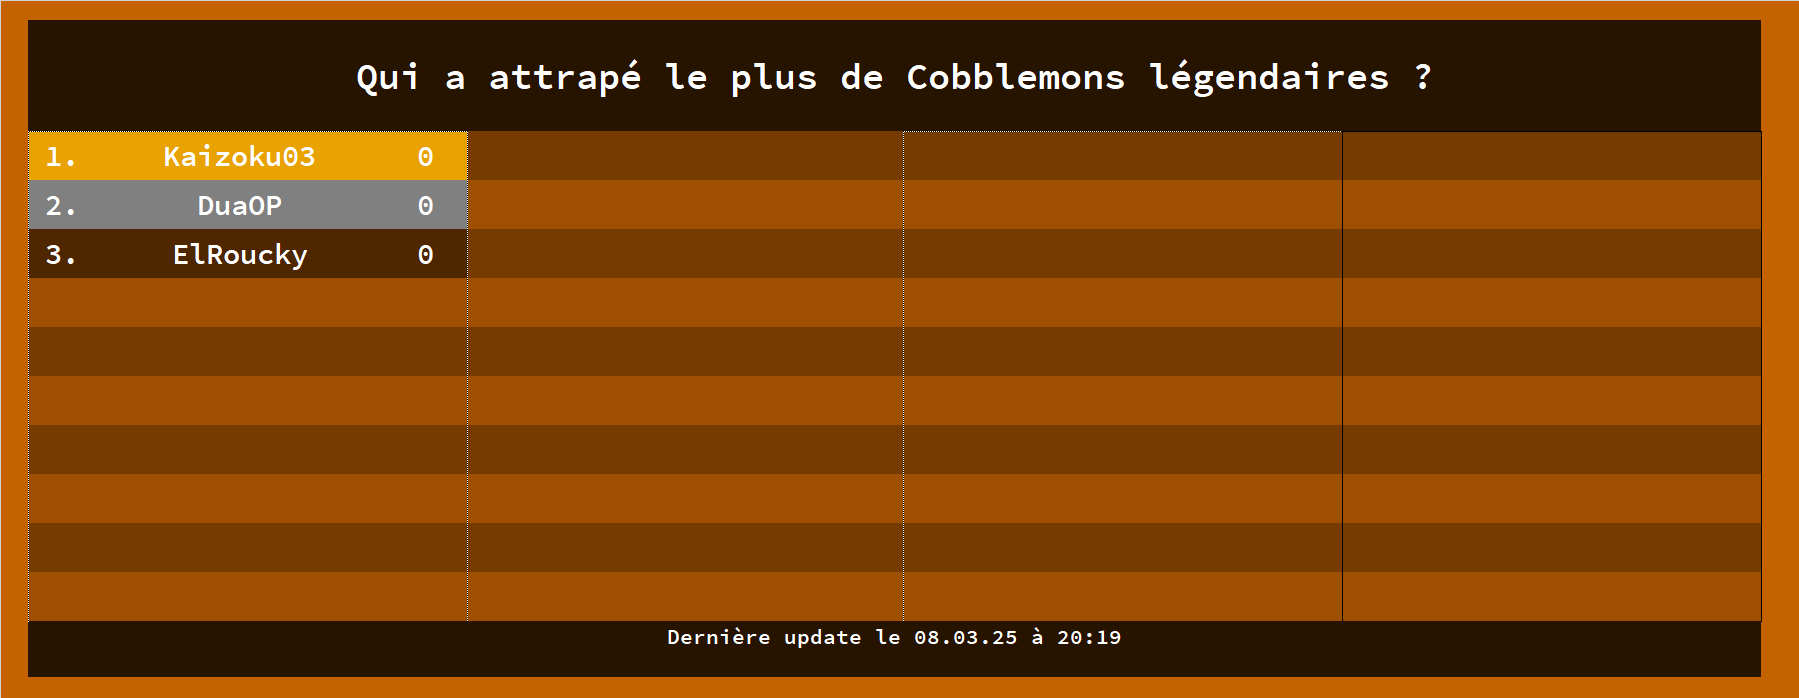 Qui a attrapé le plus de Cobblemons légendaires ?
1. Kaizoku03 0
2. DuaOP 0
3. ElRoucky 0
Dernière update le 08.03.25 à 20:19